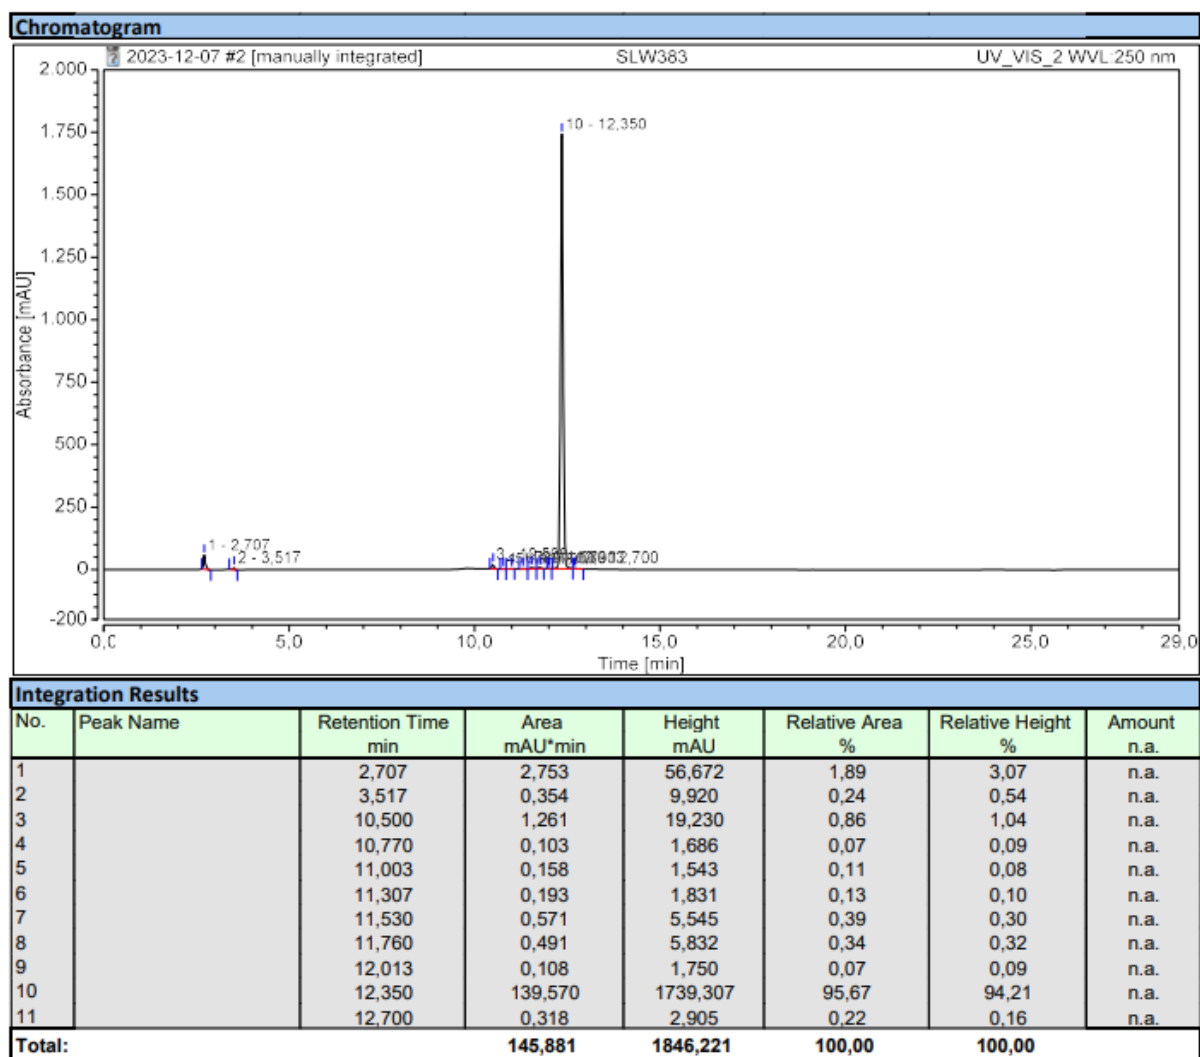 Chromatogram
2023-12-07 #2 [manually integrated] SLW383 UV_VIS_2 WVL:250 nm
2.000
10 - 12,350
1.750
1.500
1.250
1.000
750
500
250
1 - 2,707
2 - 3,517
0
-200
Absorbance [mAU]
0,0 5,0 10,0 15,0 20,0 25,0 29,0
Time [min]
Integration Results
No. Peak Name Retention Time Area Height Relative Area Relative Height Amount
min mAU*min mAU % % n.a.
1 2,707 2,753 56,672 1,89 3,07 n.a.
2 3,517 0,354 9,920 0,24 0,54 n.a.
3 10,500 1,261 19,230 0,86 1,04 n.a.
4 10,770 0,103 1,686 0,07 0,09 n.a.
5 11,003 0,158 1,543 0,11 0,08 n.a.
6 11,307 0,193 1,831 0,13 0,10 n.a.
7 11,530 0,571 5,545 0,39 0,30 n.a.
8 11,760 0,491 5,832 0,34 0,32 n.a.
9 12,013 0,108 1,750 0,07 0,09 n.a.
10 12,350 139,570 1739,307 95,67 94,21 n.a.
11 12,700 0,318 2,905 0,22 0,16 n.a.
Total: 145,881 1846,221 100,00 100,00